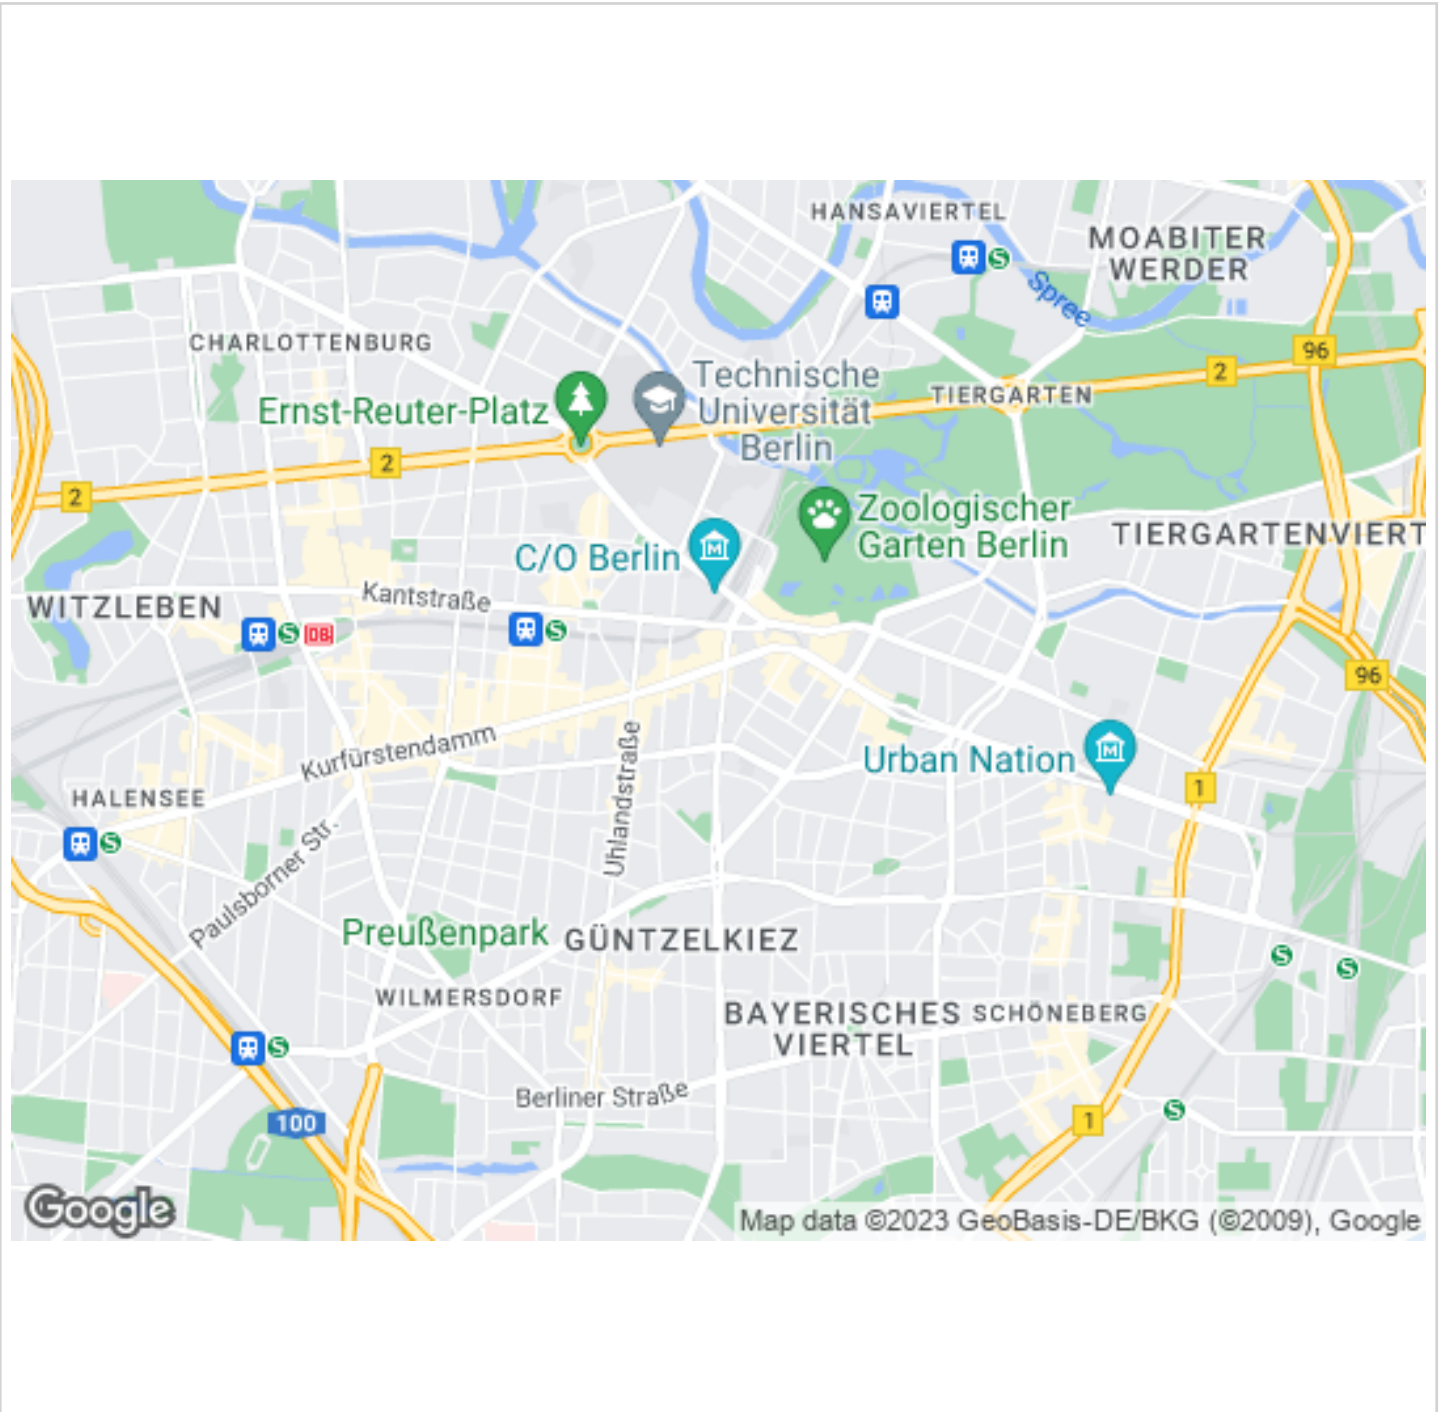 HANSAVIERTEL
MOABITER
WERDER
S
Spree
CHARLOTTENBURG
96
2
Technische
Universität
Berlin
TIERGARTEN
Ernst-Reuter-Platz
2
2
Zoologischer
Garten Berlin
TIERGARTENVIERT
C/O Berlin
M
Kantstraße
WITZLEBEN
S
DB
S
96
Kurfürstendamm
Uhlandstraße
Urban Nation
M
1
HALENSEE
S
Paulsborner Str.
Preußenpark
GÜNTZELKIEZ
S
S
WILMERSDORF
BAYERISCHES
VIERTEL
SCHÖNEBERG
S
Berliner Straße
100
1
S
Google
Map data ©2023 GeoBasis-DE/BKG (©2009), Google